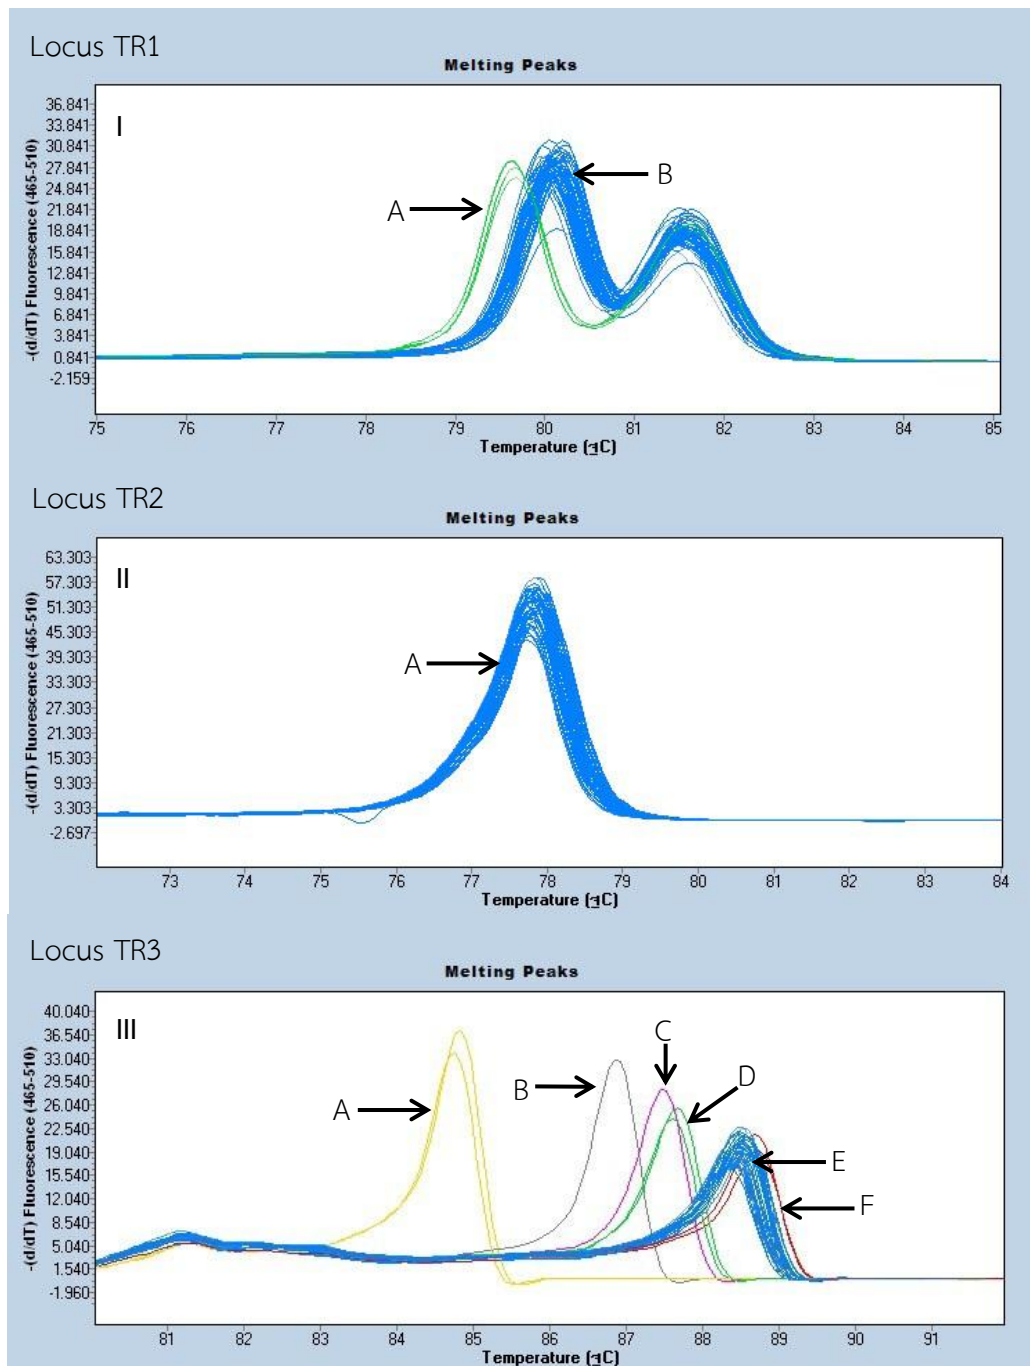 Locus TR1
Melting Peaks
I
A
B
-(d/dT) Fluorescence (465-510)
36.841
33.841
30.841
27.841
24.841
21.841
18.841
15.841
12.841
9.841
6.841
3.841
0.841
-2.159
75 76 77 78 79 80 81 82 83 84 85
Temperature (°C)
Locus TR2
Melting Peaks
II
A
-(d/dT) Fluorescence (465-510)
63.303
57.303
51.303
45.303
39.303
33.303
27.303
21.303
15.303
9.303
3.303
-2.697
73 74 75 76 77 78 79 80 81 82 83 84
Temperature (°C)
Locus TR3
Melting Peaks
III
A
B
C
D
E
F
-(d/dT) Fluorescence (465-510)
40.040
36.540
33.040
29.540
26.040
22.540
19.040
15.540
12.040
8.540
5.040
1.540
-1.960
81 82 83 84 85 86 87 88 89 90 91
Temperature (°C)